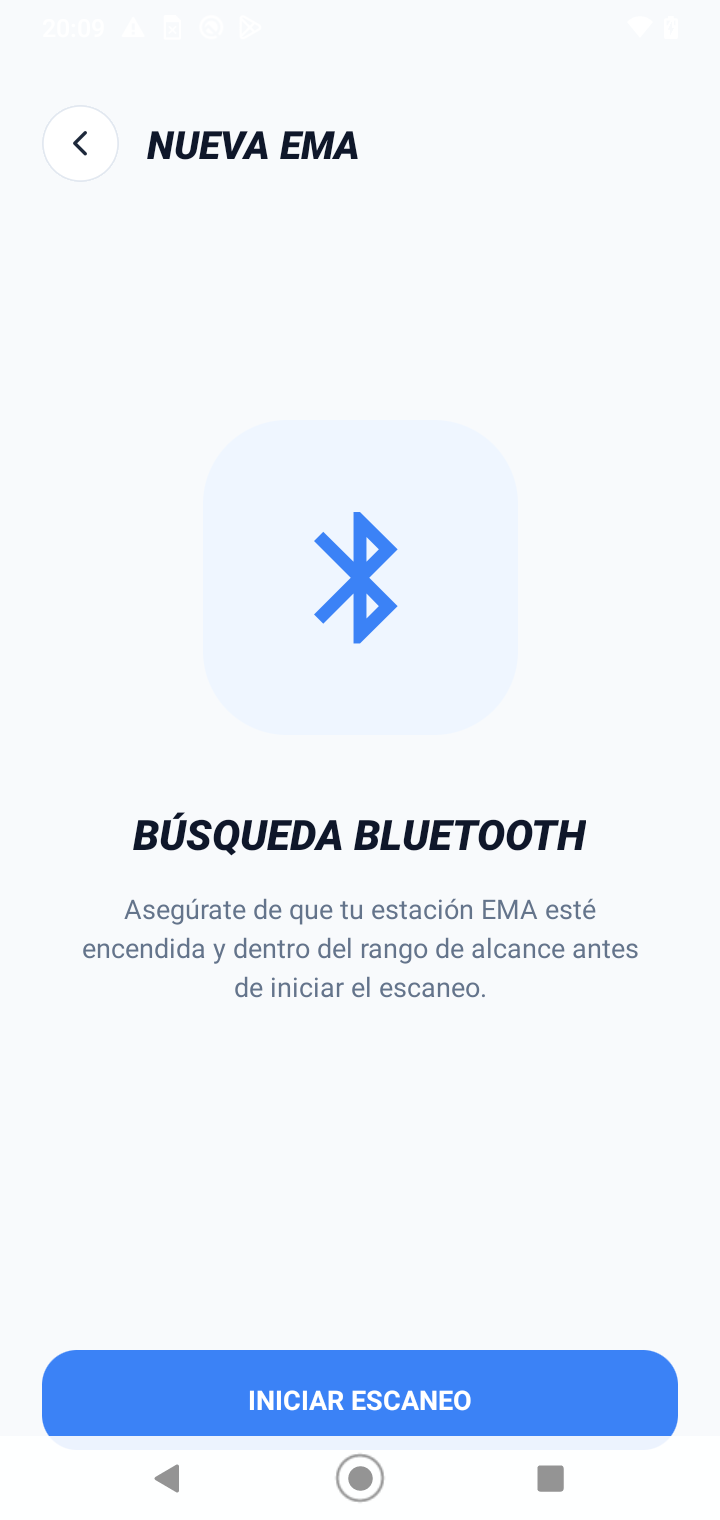 20:09
NUEVA EMA
BÚSQUEDA BLUETOOTH
Asegúrate de que tu estación EMA esté
encendida y dentro del rango de alcance antes
de iniciar el escaneo.
INICIAR ESCANEO